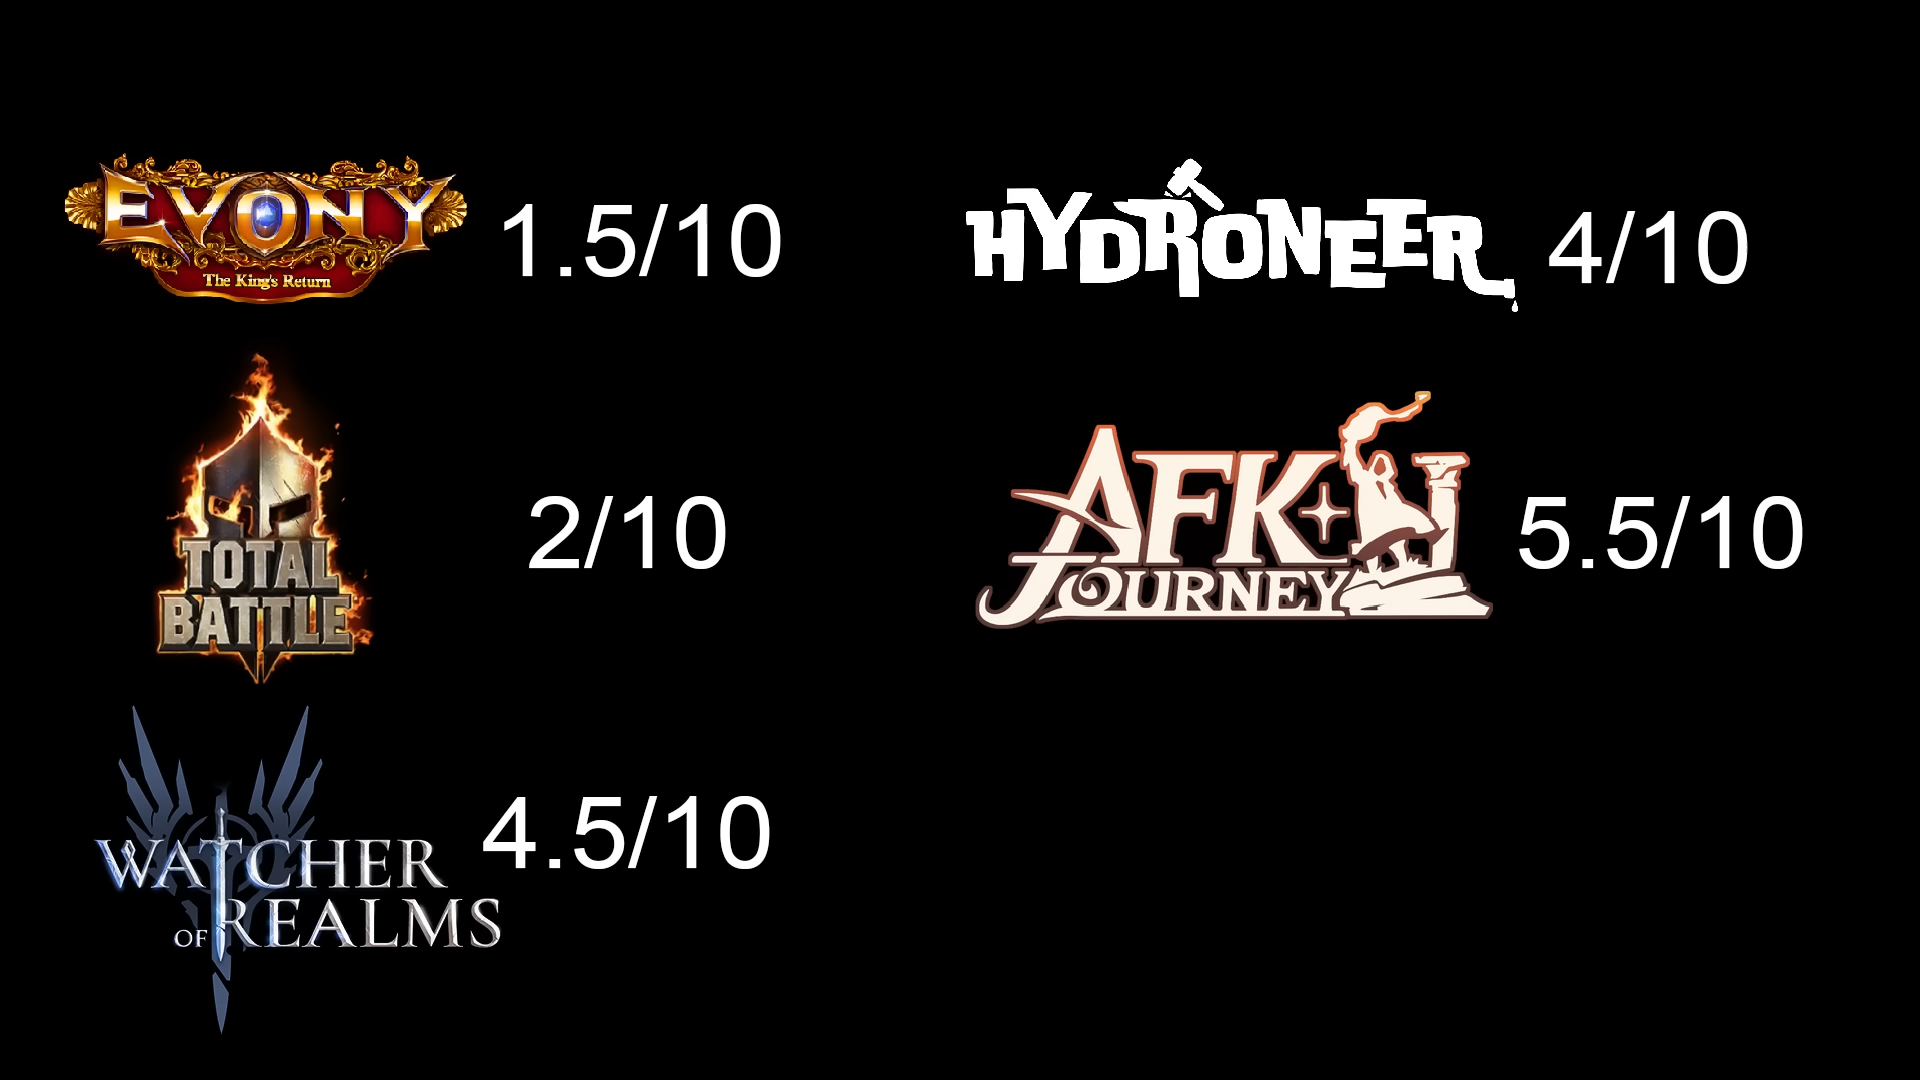 EVONY
The King's Return
1.5/10
TOTAL
BATTLE
2/10
WATCHER
OF REALMS
4.5/10
HYDRONEER
4/10
AFK
JOURNEY
5.5/10